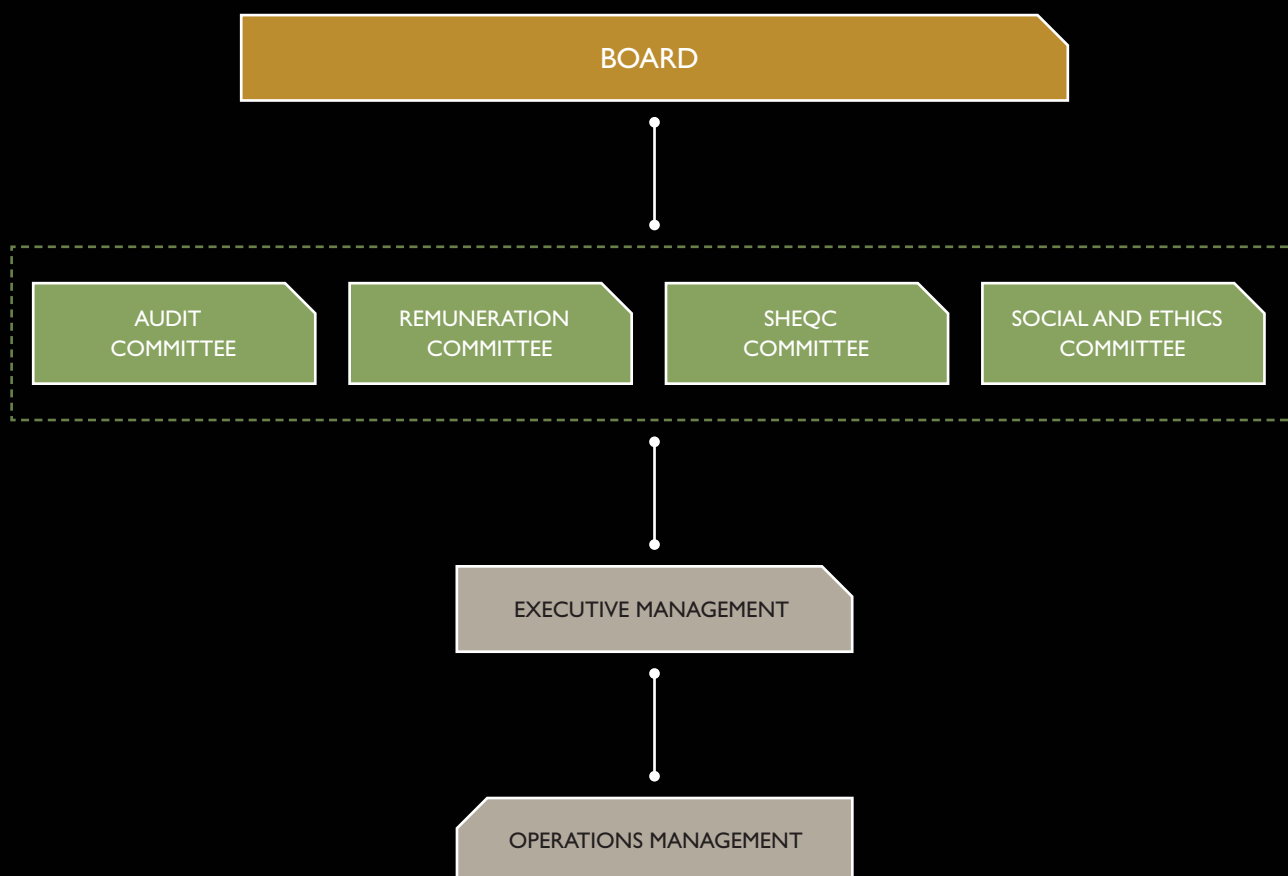 BOARD
AUDIT
COMMITTEE
REMUNERATION
COMMITTEE
SHEQC
COMMITTEE
SOCIAL AND ETHICS
COMMITTEE
EXECUTIVE MANAGEMENT
OPERATIONS MANAGEMENT